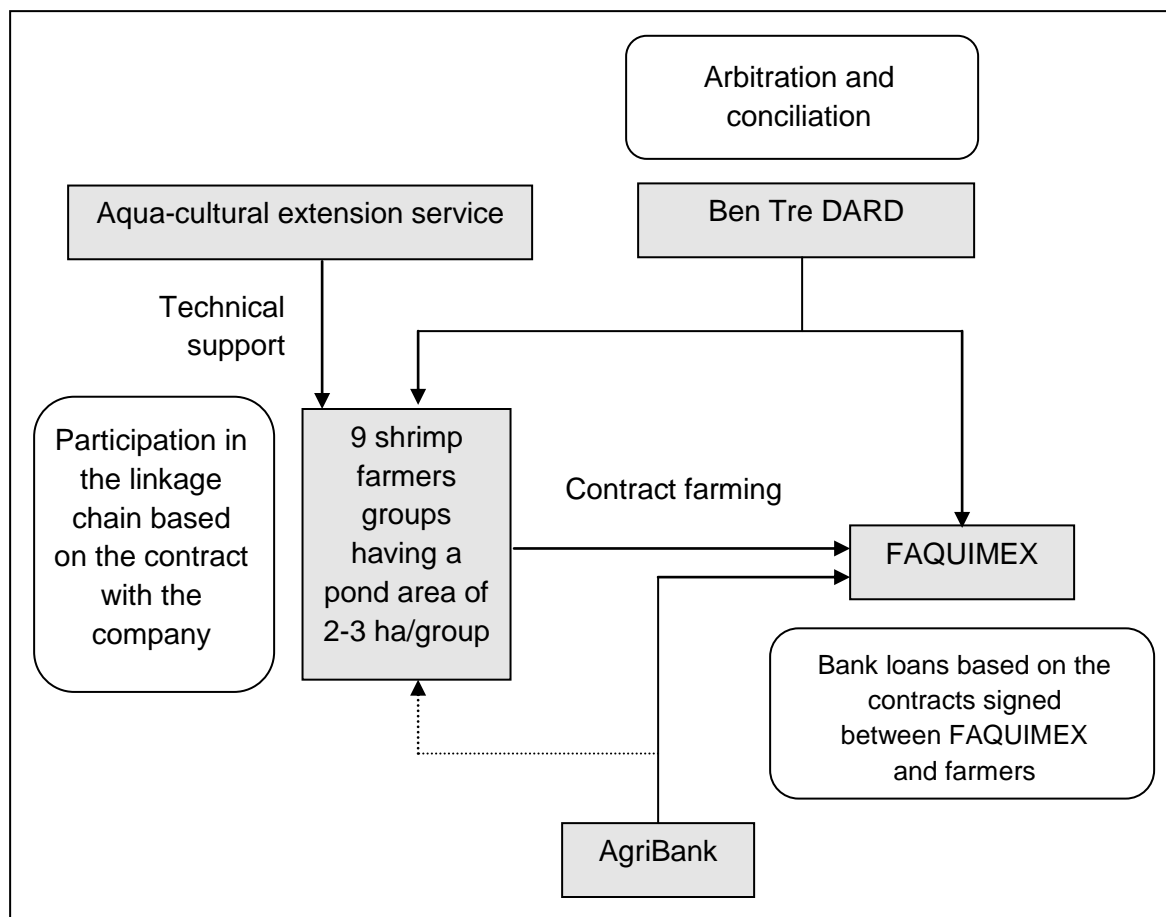 Arbitration and
conciliation
Aqua-cultural extension service
Ben Tre DARD
Technical
support
Participation in
the linkage
chain based
on the contract
with the
company
9 shrimp
farmers
groups
having a
pond area of
2-3 ha/group
Contract farming
FAQUIMEX
Bank loans based on the
contracts signed
between FAQUIMEX
and farmers
AgriBank